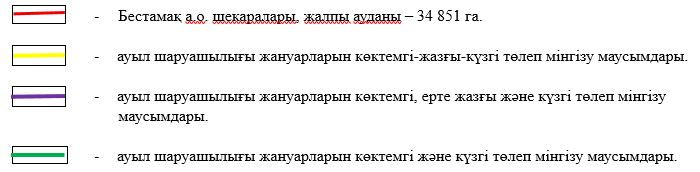 - Бестамақ а.о. шекаралары. жалпы ауданы – 34 851 га.
- ауыл шаруашылығы жануарларын көктемгі-жазғы-күзгі төлеп мінгізу маусымдары.
- ауыл шаруашылығы жануарларын көктемгі, ерте жазғы және күзгі төлеп мінгізу
маусымдары.
- ауыл шаруашылығы жануарларын көктемгі және күзгі төлеп мінгізу маусымдары.